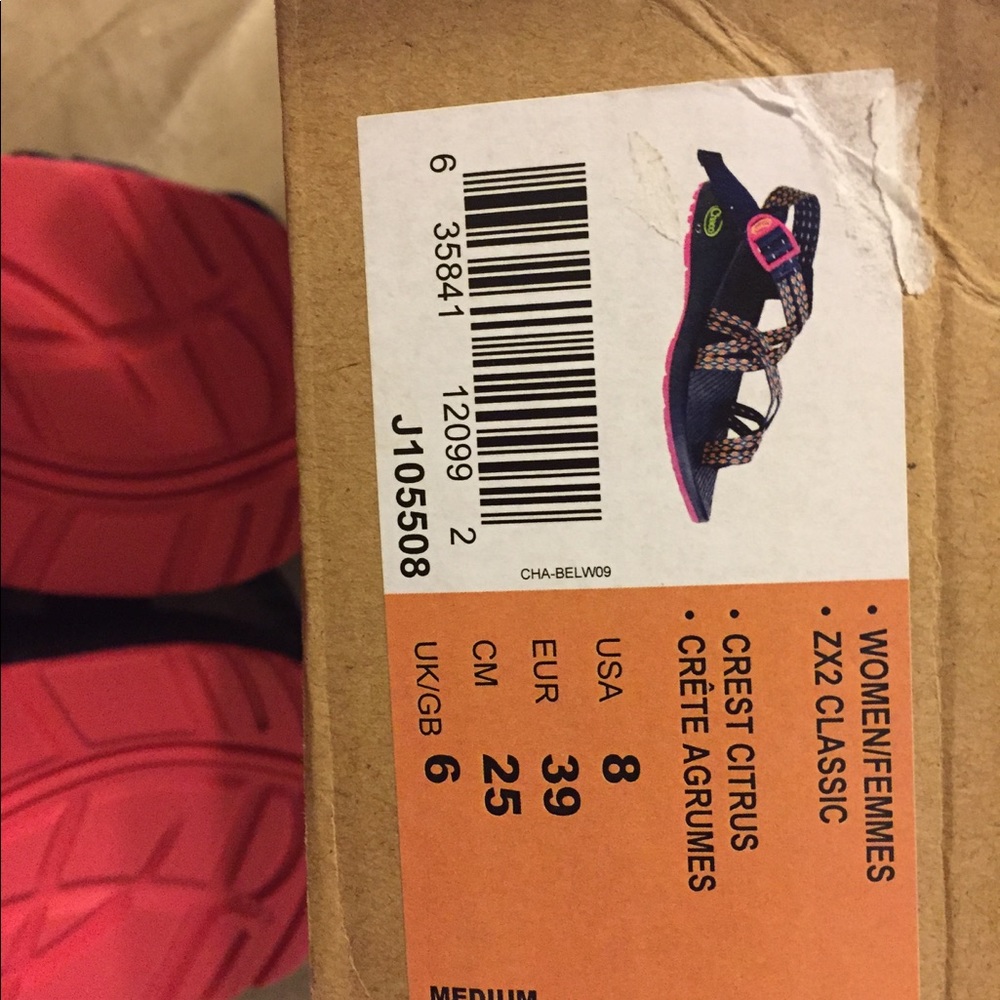 • WOMEN/FEMMES
• ZX2 CLASSIC
• CREST CITRUS
• CRÊTE AGRUMES
USA 8
EUR 39
CM 25
UK/GB 6
MEDIUM
Chaco
CHA-BELW09
6 35841 12099 2
J105508